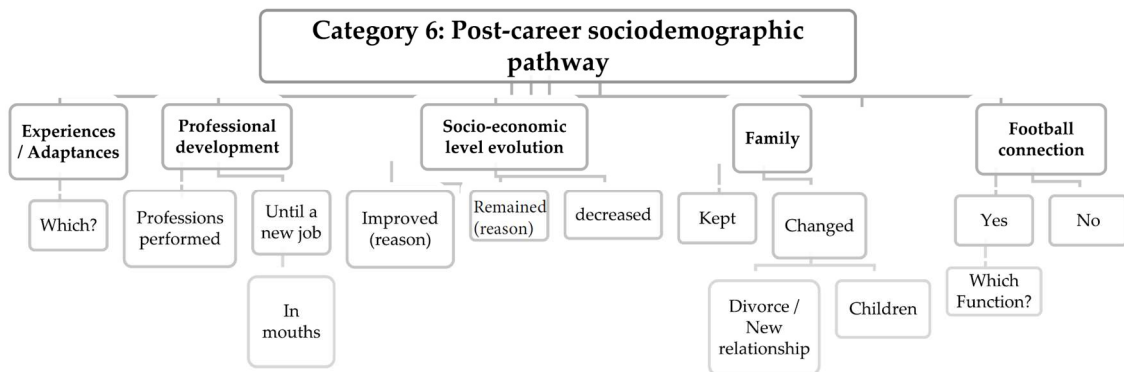 Category 6: Post-career sociodemographic
pathway
Experiences
/ Adaptances
Professional
development
Socio-economic
level evolution
Family
Football
connection
Which?
Professions
performed
Until a
new job
Improved
(reason)
Remained
(reason)
decreased
Kept
Changed
Yes
No
In
mouths
Divorce /
New
relationship
Children
Which
Function?